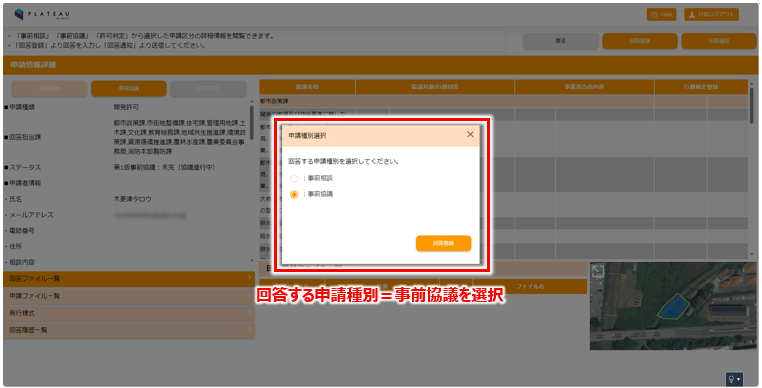 PLATEAU
by MLIT
Help
行政ログアウト
・「事前相談」「事前協議」「許可判定」から選択した申請区分の詳細情報を閲覧できます。
・「回答登録」より回答を入力し「回答通知」より送信してください。
戻る
回答登録
回答通知
申請情報詳細
事前相談
事前協議
許可判定
■申請種類
開発許可
■回答担当課
都市政策課,市街地整備課,住宅課,管理用地課,土
木課,文化課,教育総務課,地域共生推進課,環境政
策課,資源循環推進課,農林水産課,農業委員会事
務局,消防本部警防課
■ステータス
第1版事前協議:未完(協議進行中)
■申請者情報
・氏名
木更津タロウ
・メールアドレス
・電話番号
・住所
・相談内容
回答ファイル一覧
申請ファイル一覧
発行様式
回答履歴一覧
関連条項
協議対象/行政回答
事業者合否内容
行政確定登録
都市政策課
申請種別選択
回答する申請種別を選択してください。
:事前相談
:事前協議
回答登録
ファイル名
回答する申請種別＝事前協議を選択